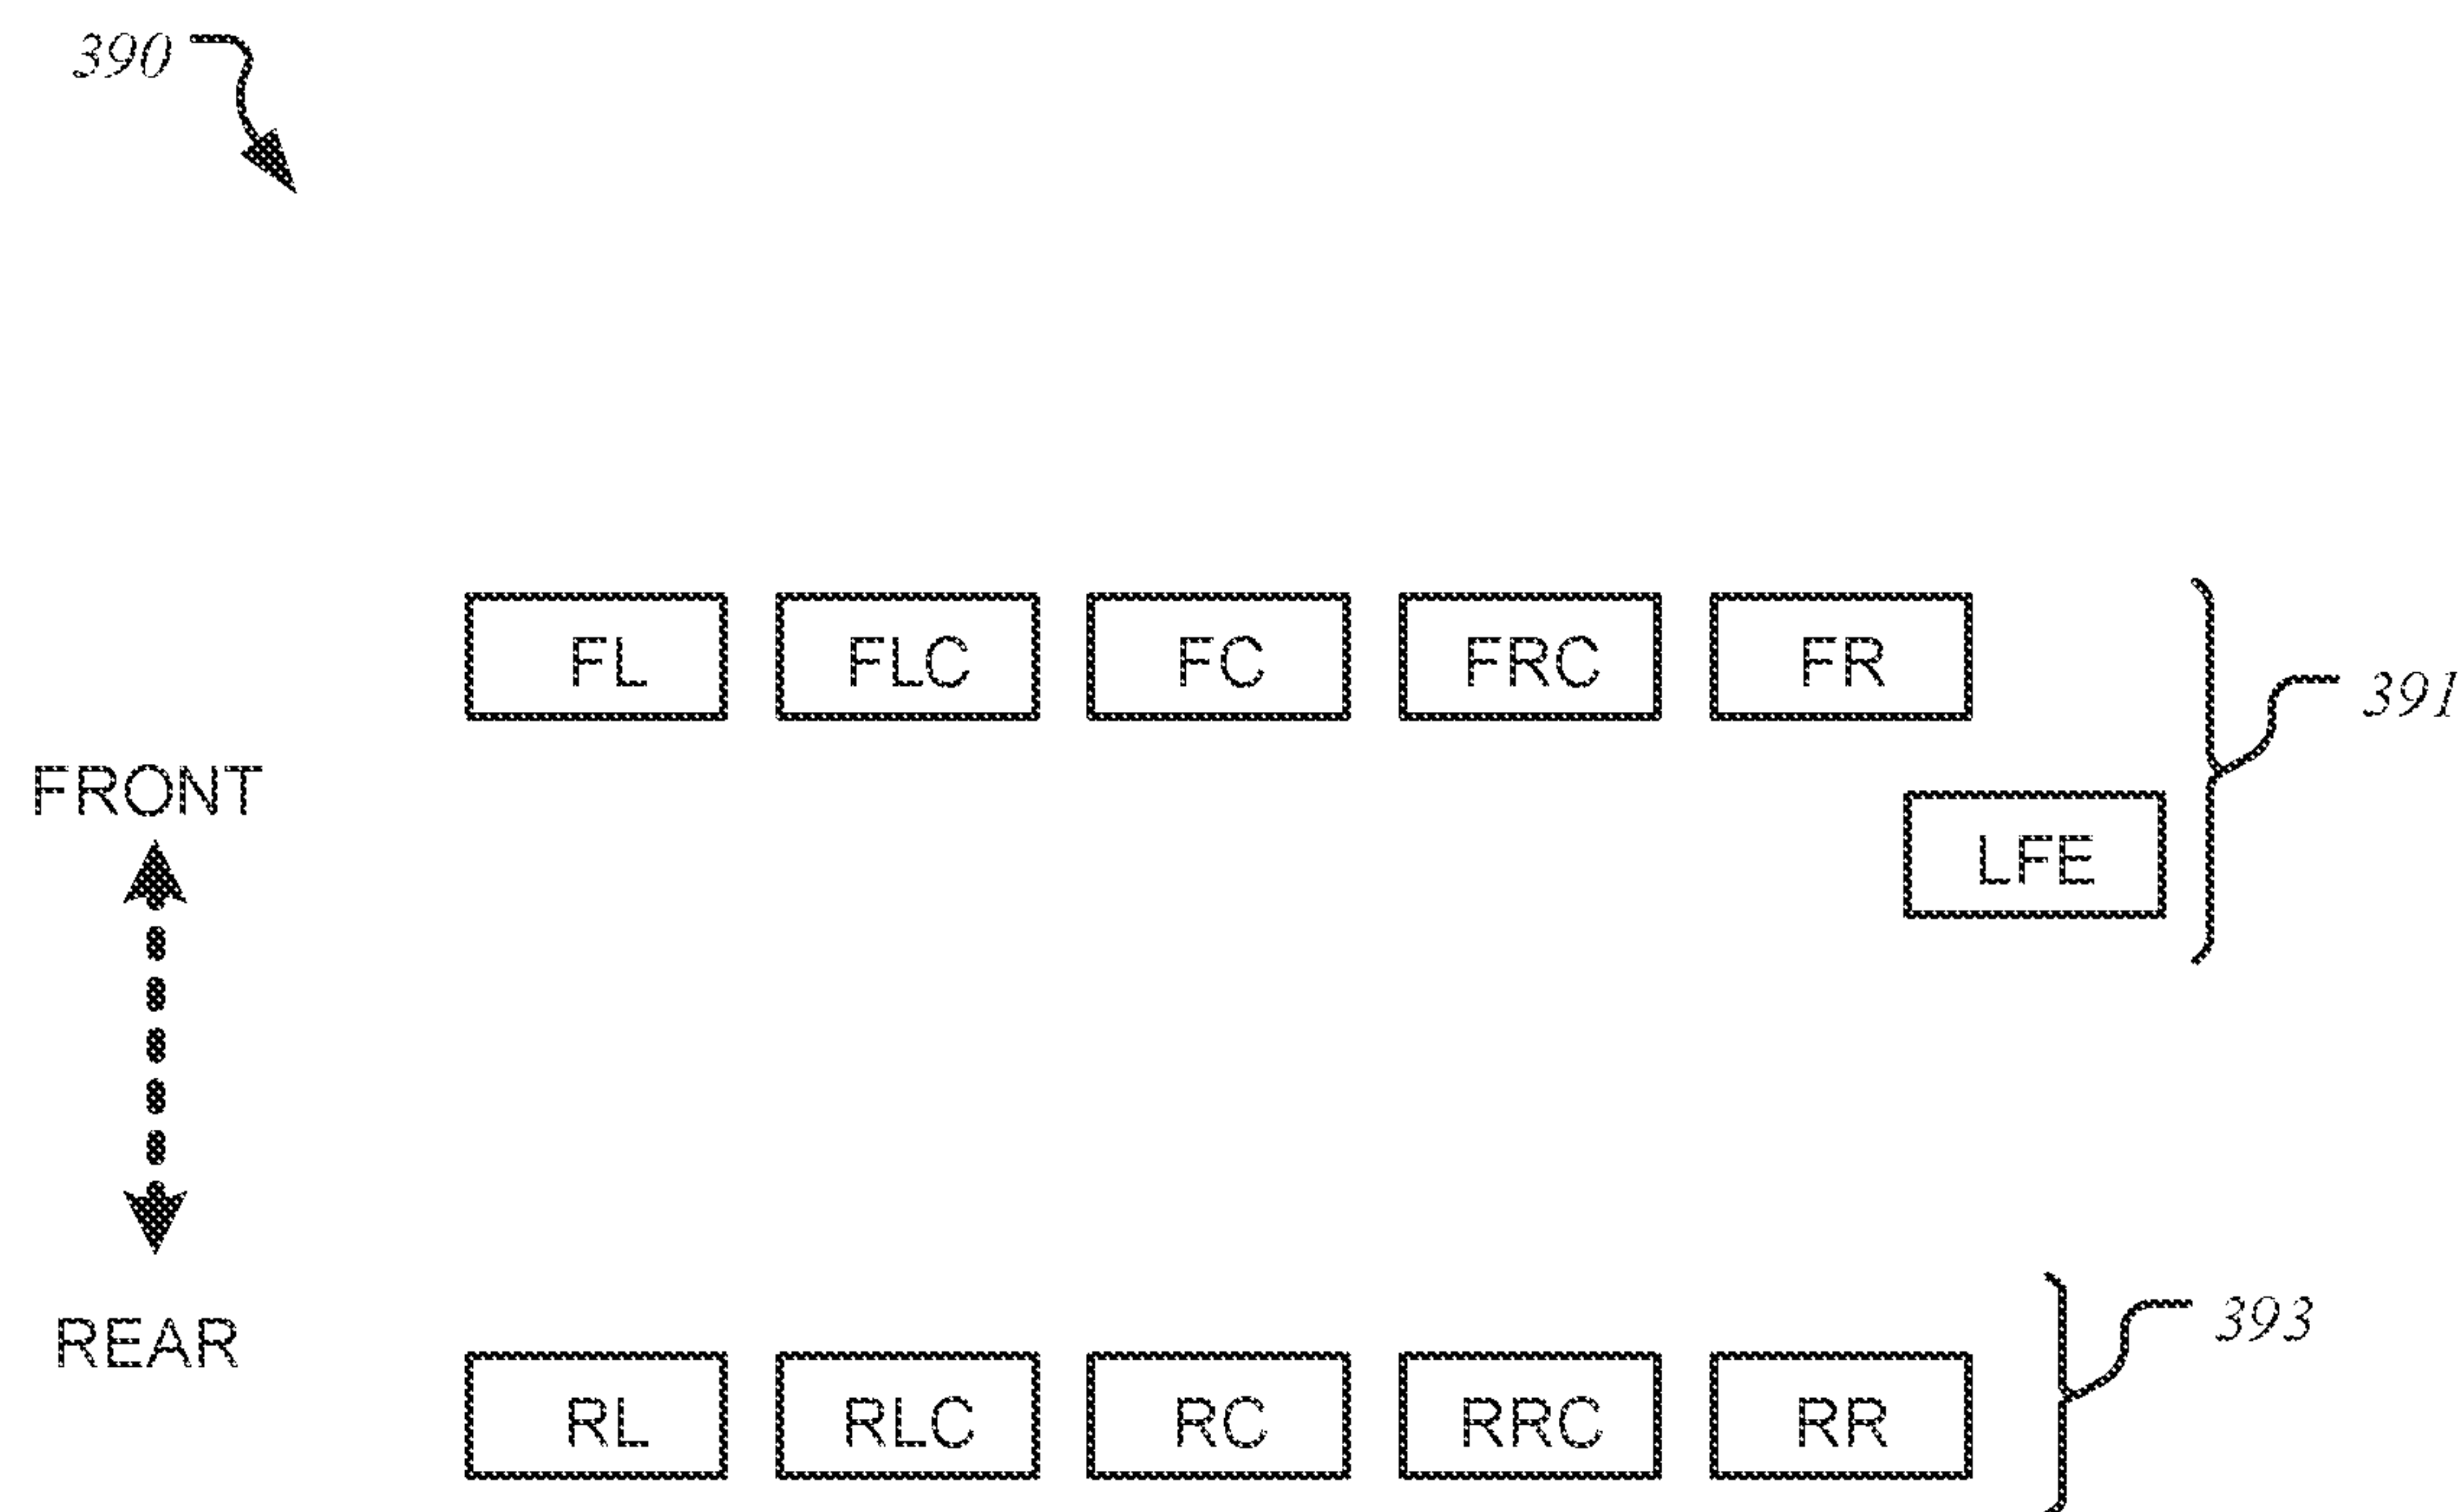 390
FL FLC FC FRC FR
391
FRONT
LFE
REAR
393
RL RLC RC RRC RR